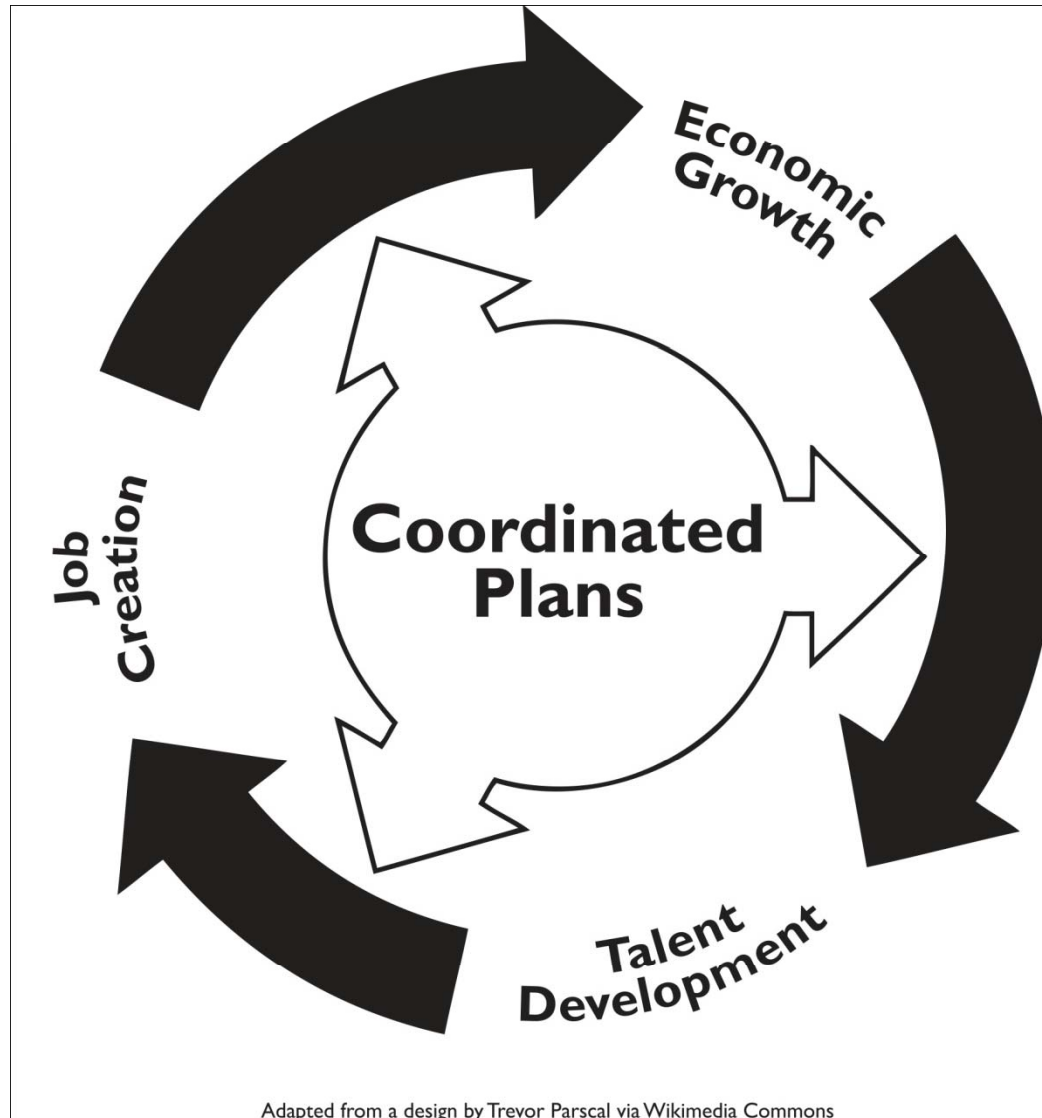 Economic
Growth
Coordinated
Plans
Job
Creation
Talent
Development
Adapted from a design by Trevor Parscal via Wikimedia Commons